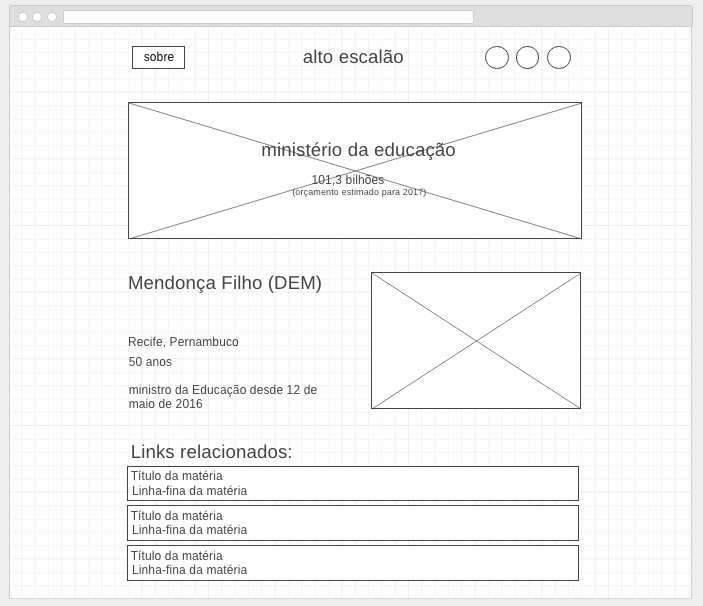 sobre
alto escalão
ministério da educação
101,3 bilhões
(orçamento estimado para 2017)
Mendonça Filho (DEM)
Recife, Pernambuco
50 anos
ministro da Educação desde 12 de
maio de 2016
Links relacionados:
Título da matéria
Linha-fina da matéria
Título da matéria
Linha-fina da matéria
Título da matéria
Linha-fina da matéria